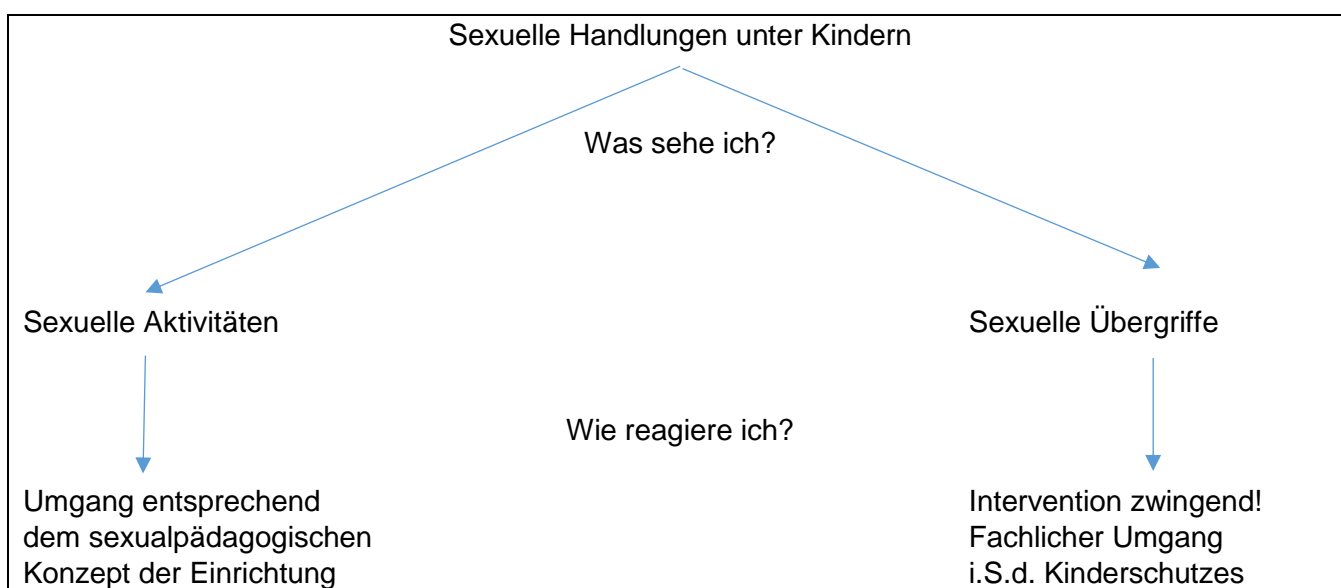 Sexuelle Handlungen unter Kindern
Was sehe ich?
Sexuelle Aktivitäten
Sexuelle Übergriffe
Wie reagiere ich?
Umgang entsprechend
dem sexualpädagogischen
Konzept der Einrichtung
Intervention zwingend!
Fachlicher Umgang
i.S.d. Kinderschutzes